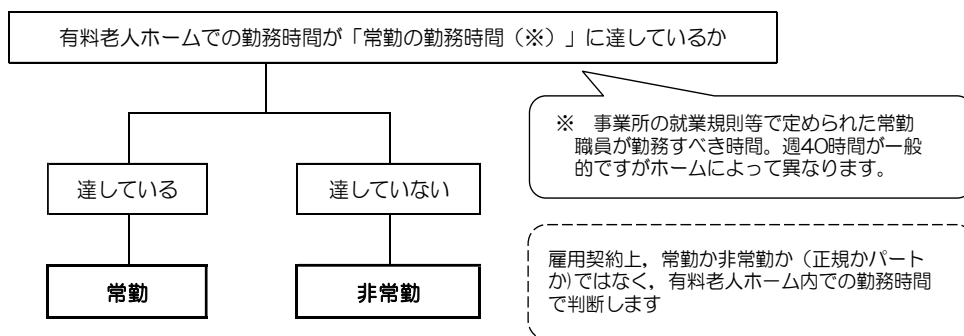 有料老人ホームでの勤務時間が「常勤の勤務時間（※）」に達しているか
※　事業所の就業規則等で定められた常勤
職員が勤務すべき時間。週40時間が一般
的ですがホームによって異なります。
達している
達していない
常勤
非常勤
雇用契約上，常勤か非常勤か（正規かパート
か)ではなく，有料老人ホーム内での勤務時間
で判断します